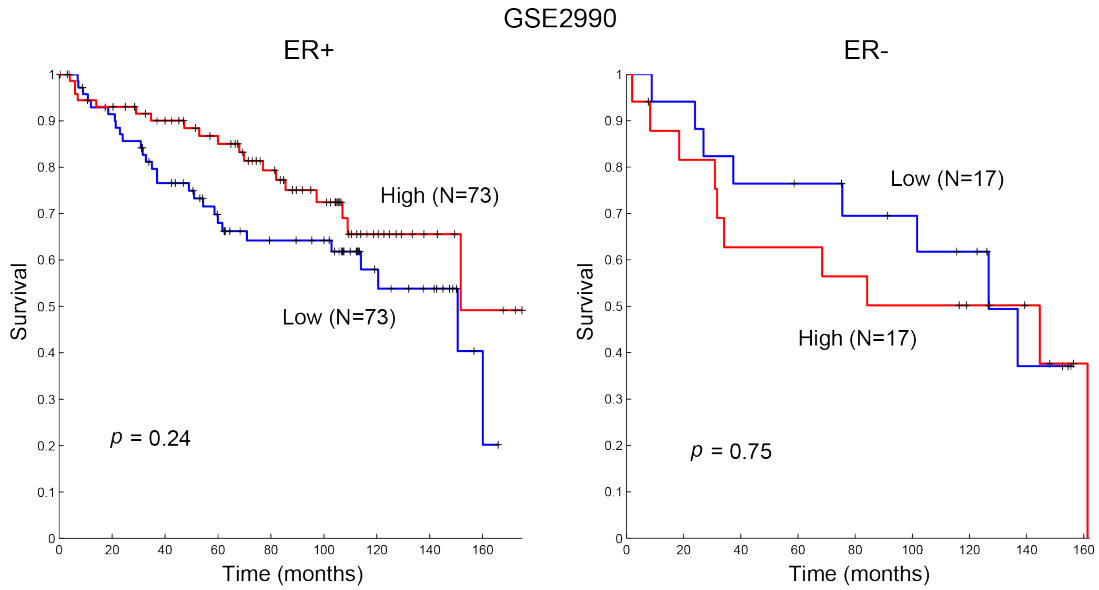 GSE2990
ER+
1
0.9
0.8
0.7
0.6
0.5
0.4
0.3
0.2
0.1
0
Survival
High (N=73)
Low (N=73)
p = 0.24
0 20 40 60 80 100 120 140 160
Time (months)
ER-
1
0.9
0.8
0.7
0.6
0.5
0.4
0.3
0.2
0.1
0
Survival
Low (N=17)
High (N=17)
p = 0.75
0 20 40 60 80 100 120 140 160
Time (months)